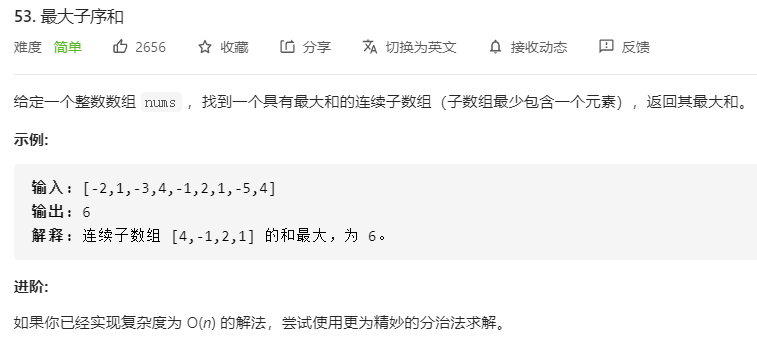 53. 最大子序和
难度 简单 2656 收藏 分享 切换为英文 接收动态 反馈
给定一个整数数组 nums ，找到一个具有最大和的连续子数组（子数组最少包含一个元素），返回其最大和。
示例:
输入: [-2,1,-3,4,-1,2,1,-5,4]
输出: 6
解释: 连续子数组 [4,-1,2,1] 的和最大，为 6。
进阶:
如果你已经实现复杂度为 O(n) 的解法，尝试使用更为精妙的分治法求解。